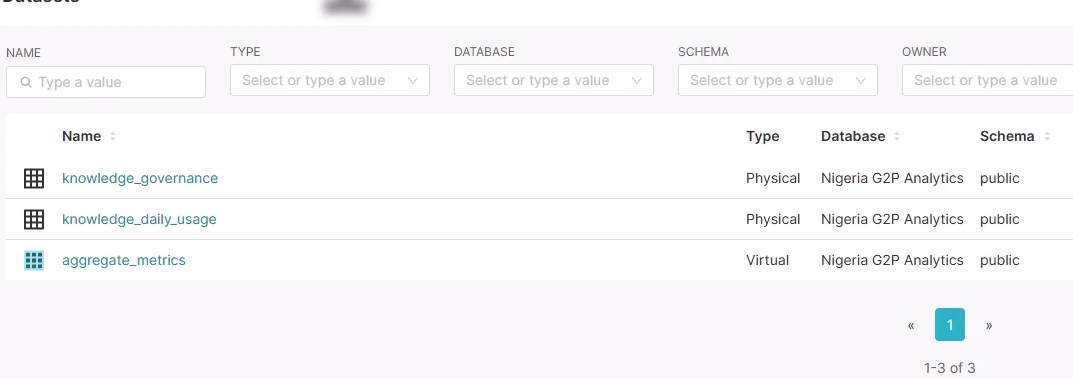 Datasets
NAME TYPE DATABASE SCHEMA OWNER
Type a value Select or type a value Select or type a value Select or type a value Select or type a value
Name Type Database Schema
knowledge_governance Physical Nigeria G2P Analytics public
knowledge_daily_usage Physical Nigeria G2P Analytics public
aggregate_metrics Virtual Nigeria G2P Analytics public
« 1 »
1-3 of 3